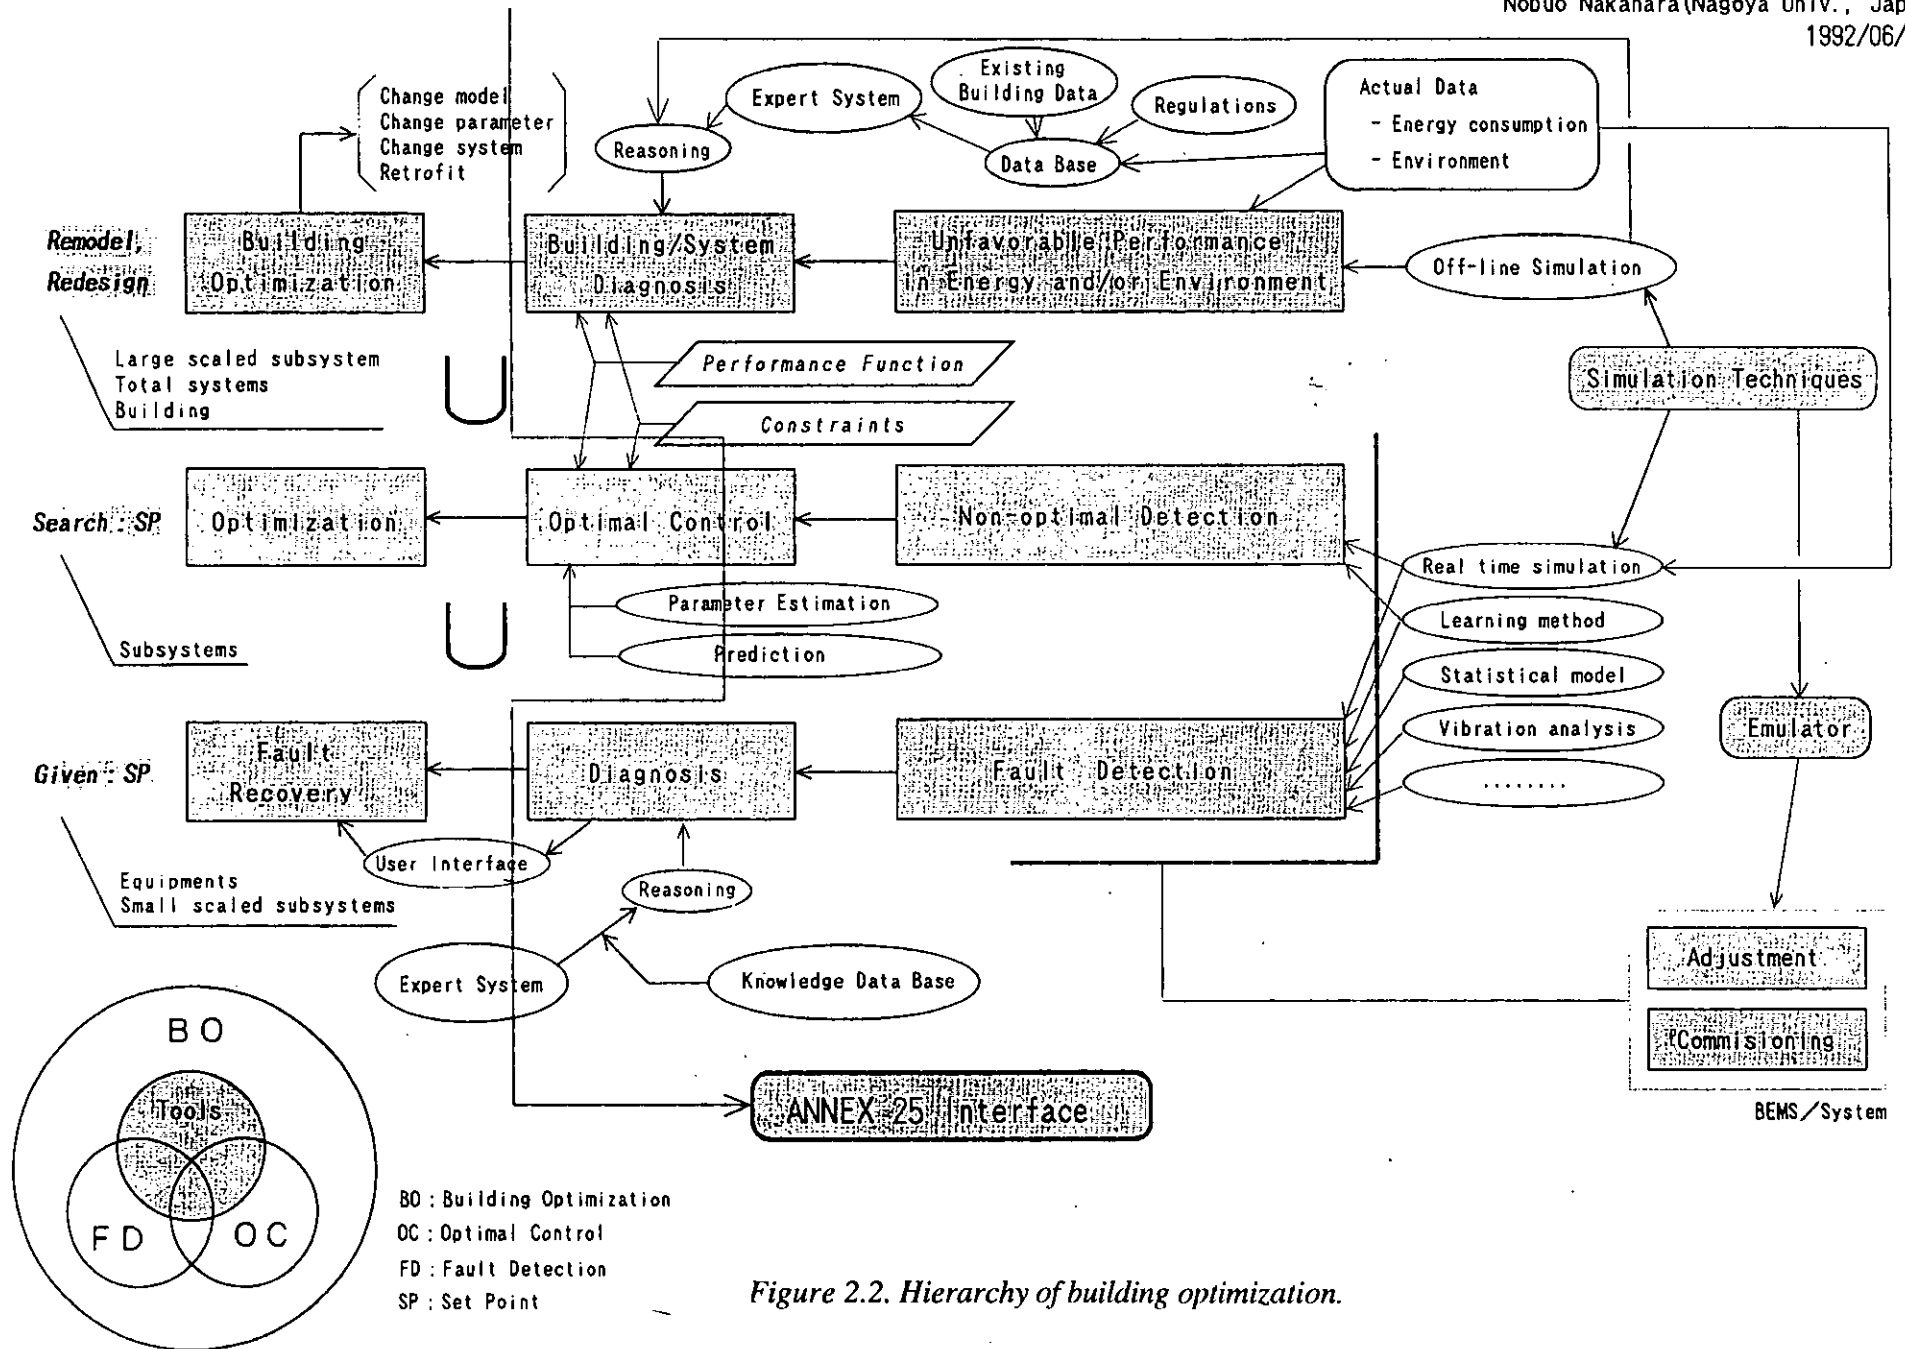 Nobuo Nakahara(Nagoya Univ., Jap
1992/06/
Change model
Change parameter
Change system
Retrofit
Reasoning
Expert System
Existing
Building Data
Regulations
Data Base
Actual Data
- Energy consumption
- Environment
Remodel,
Redesign
Building
Optimization
Building/System
Diagnosis
Unfavorable Performance
in Energy and/or Environment
Off-line Simulation
Large scaled subsystem
Total systems
Building
Performance Function
Constraints
Simulation Techniques
Search : SP
Optimization
Optimal Control
Non-optimal Detection
Real time simulation
Parameter Estimation
Prediction
Learning method
Statistical model
Vibration analysis
........
Subsystems
Emulator
Given : SP
Fault
Recovery
Diagnosis
Fault Detection
User Interface
Reasoning
Equipments
Small scaled subsystems
Expert System
Knowledge Data Base
Adjustment
Commisioning
BEMS/System
ANNEX 25 Interface
BO
Tools
FD
OC
BO : Building Optimization
OC : Optimal Control
FD : Fault Detection
SP : Set Point
Figure 2.2. Hierarchy of building optimization.